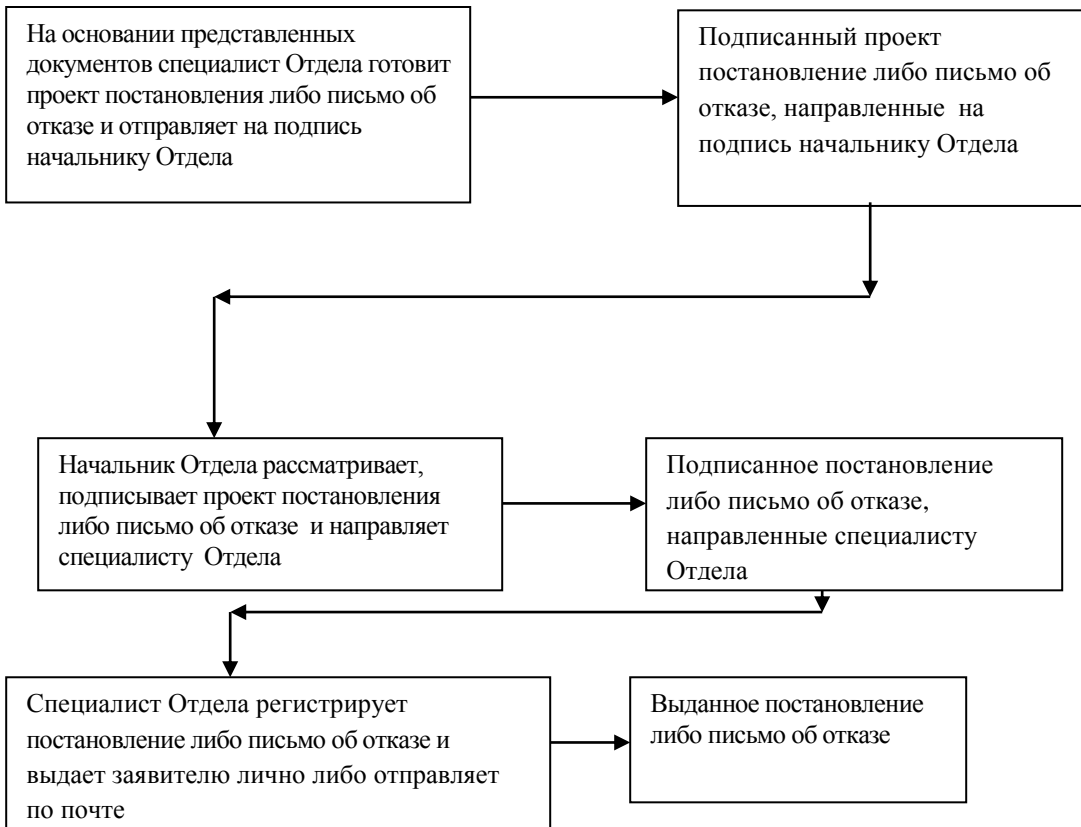 На основании представленных
документов специалист Отдела готовит
проект постановления либо письмо об
отказе и отправляет на подпись
начальнику Отдела
Подписанный проект
постановление либо письмо об
отказе, направленные на
подпись начальнику Отдела
Начальник Отдела рассматривает,
подписывает проект постановления
либо письмо об отказе и направляет
специалисту Отдела
Подписанное постановление
либо письмо об отказе,
направленные специалисту
Отдела
Специалист Отдела регистрирует
постановление либо письмо об отказе и
выдает заявителю лично либо отправляет
по почте
Выданное постановление
либо письмо об отказе